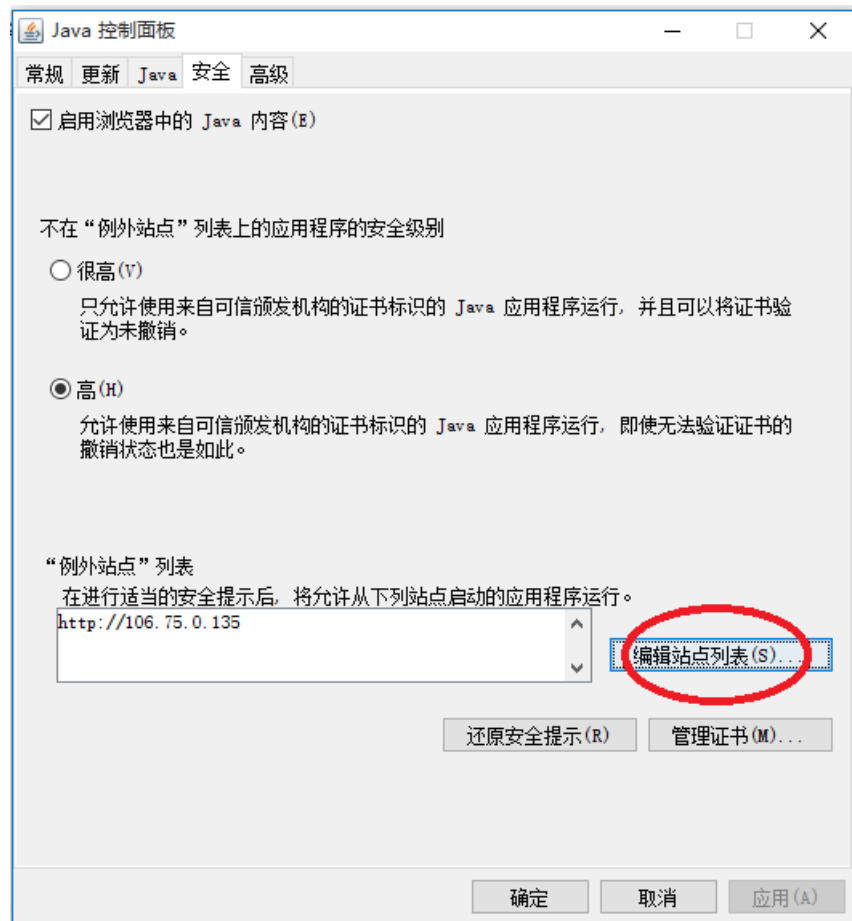 Java 控制面板
常规 更新 Java 安全 高级
启用浏览器中的 Java 内容(E)
不在“例外站点”列表上的应用程序的安全级别
很高(V)
只允许使用来自可信颁发机构的证书标识的 Java 应用程序运行, 并且可以将证书验
证为未撤销。
高(H)
允许使用来自可信颁发机构的证书标识的 Java 应用程序运行, 即使无法验证证书的
撤销状态也是如此。
“例外站点”列表
在进行适当的安全提示后, 将允许从下列站点启动的应用程序运行。
http://106.75.0.135
编辑站点列表(S)...
还原安全提示(R) 管理证书(M)...
确定 取消 应用(A)